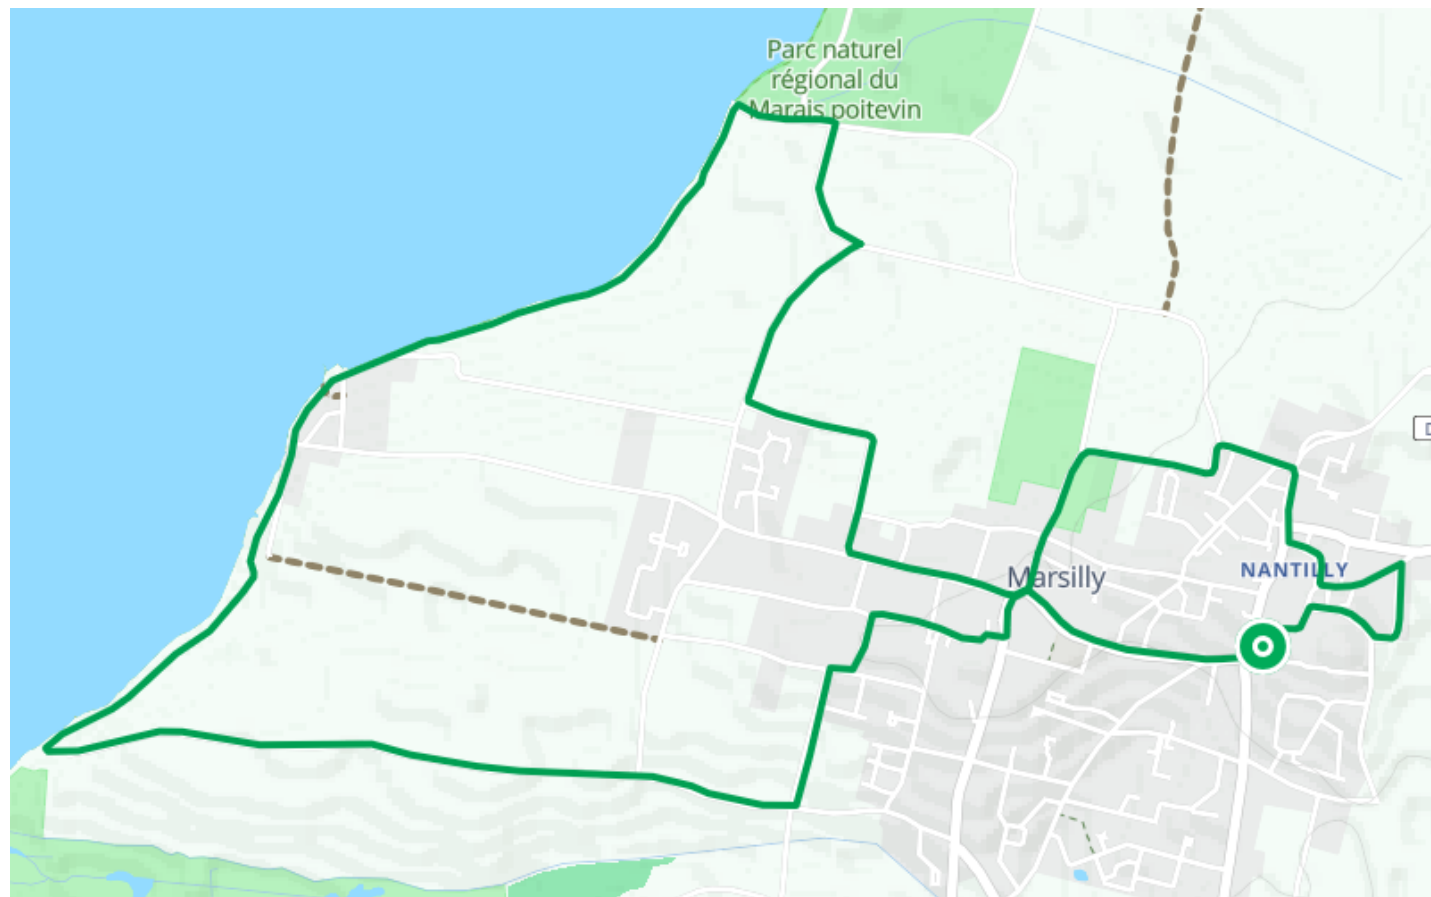 Parc naturel
régional du
Marais poitevin
D
NANTILLY
Marsilly